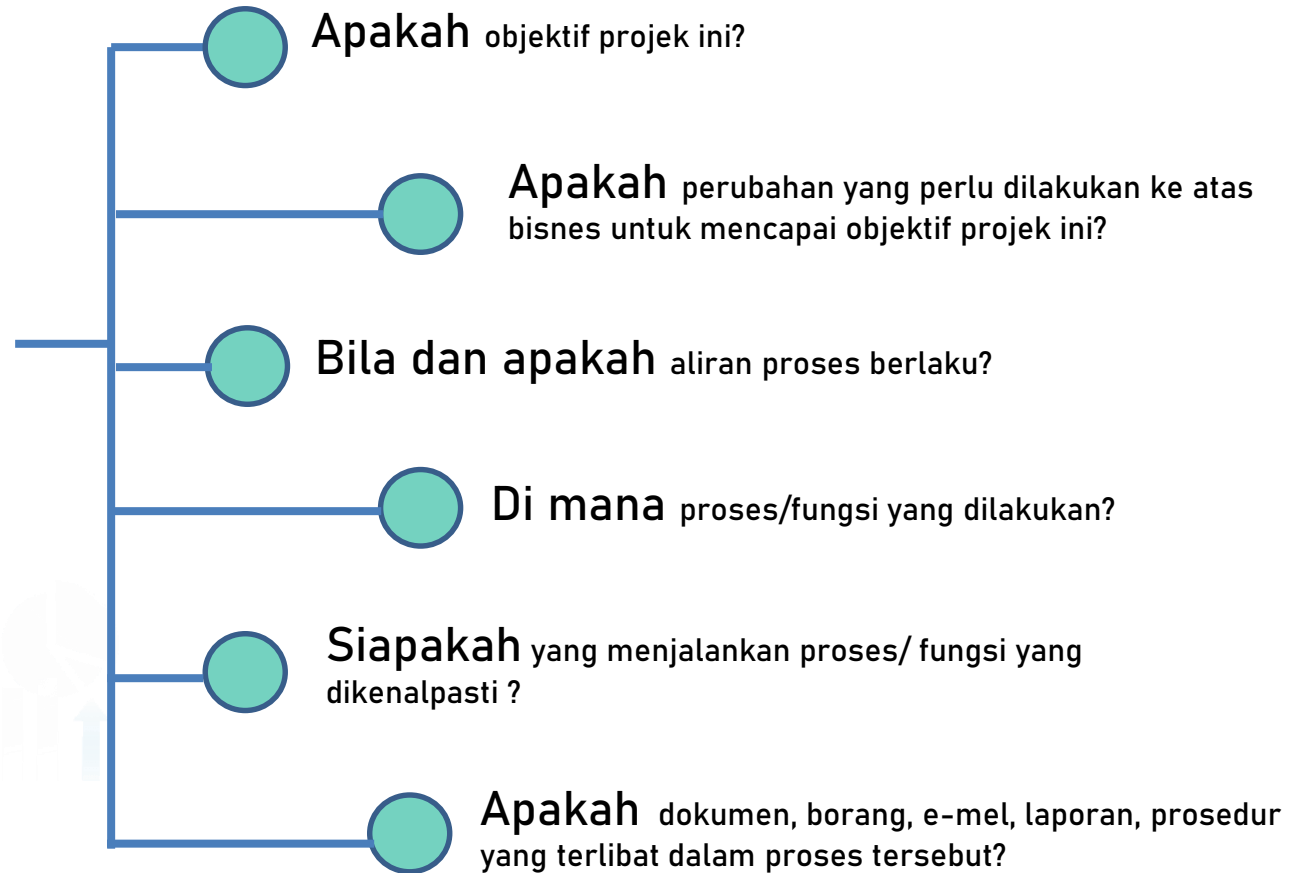 Apakah objektif projek ini?
Apakah perubahan yang perlu dilakukan ke atas
bisnes untuk mencapai objektif projek ini?
Bila dan apakah aliran proses berlaku?
Di mana proses/fungsi yang dilakukan?
Siapakah yang menjalankan proses/ fungsi yang
dikenalpasti ?
Apakah dokumen, borang, e-mel, laporan, prosedur
yang terlibat dalam proses tersebut?